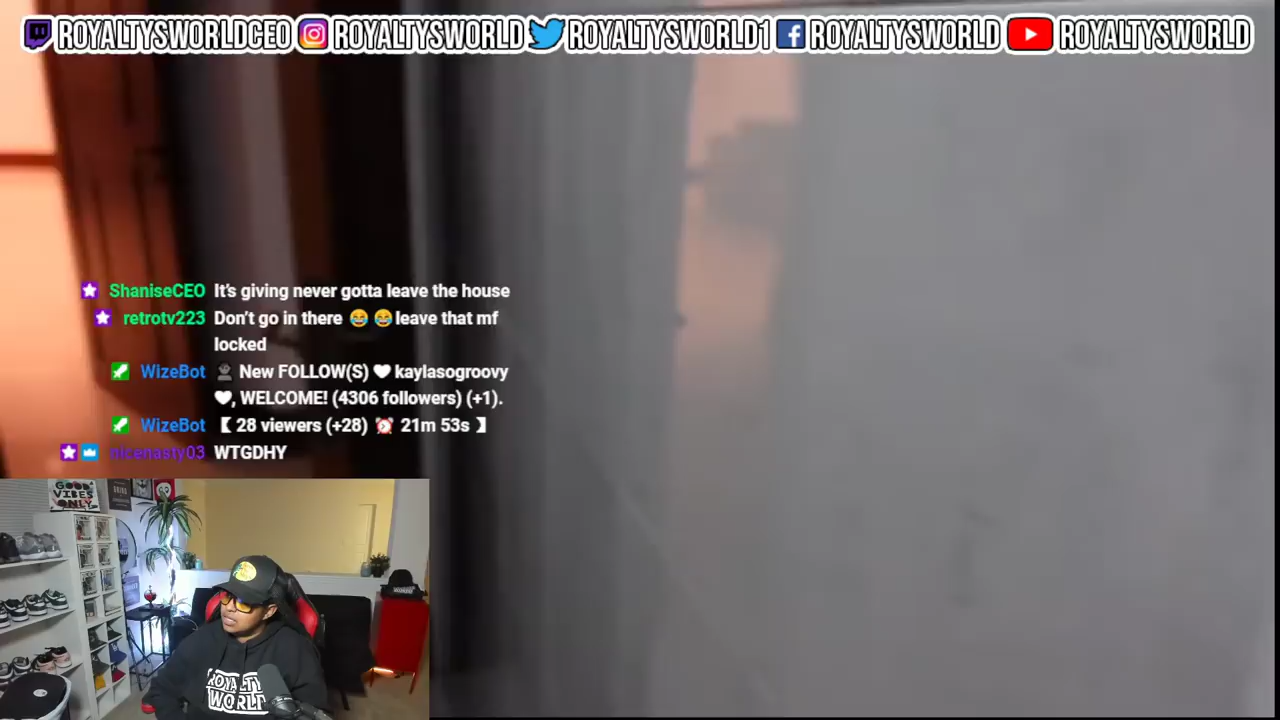 ROYALTYSWORLDCEO ROYALTYSWORLD ROYALTYSWORLD1 ROYALTYSWORLD ROYALTYSWORLD
ShaniseCEO It's giving never gotta leave the house
retrotv223 Don't go in there 😂 😂 leave that mf
locked
WizeBot New FOLLOW(S) 🤍 kaylasogroovy
🤍, WELCOME! (4306 followers) (+1).
WizeBot 【 28 viewers (+28) ⏰ 21m 53s 】
nicenasty03 WTGDHY
GOOD
VIBES
ONLY
ROYALTY
WORLD